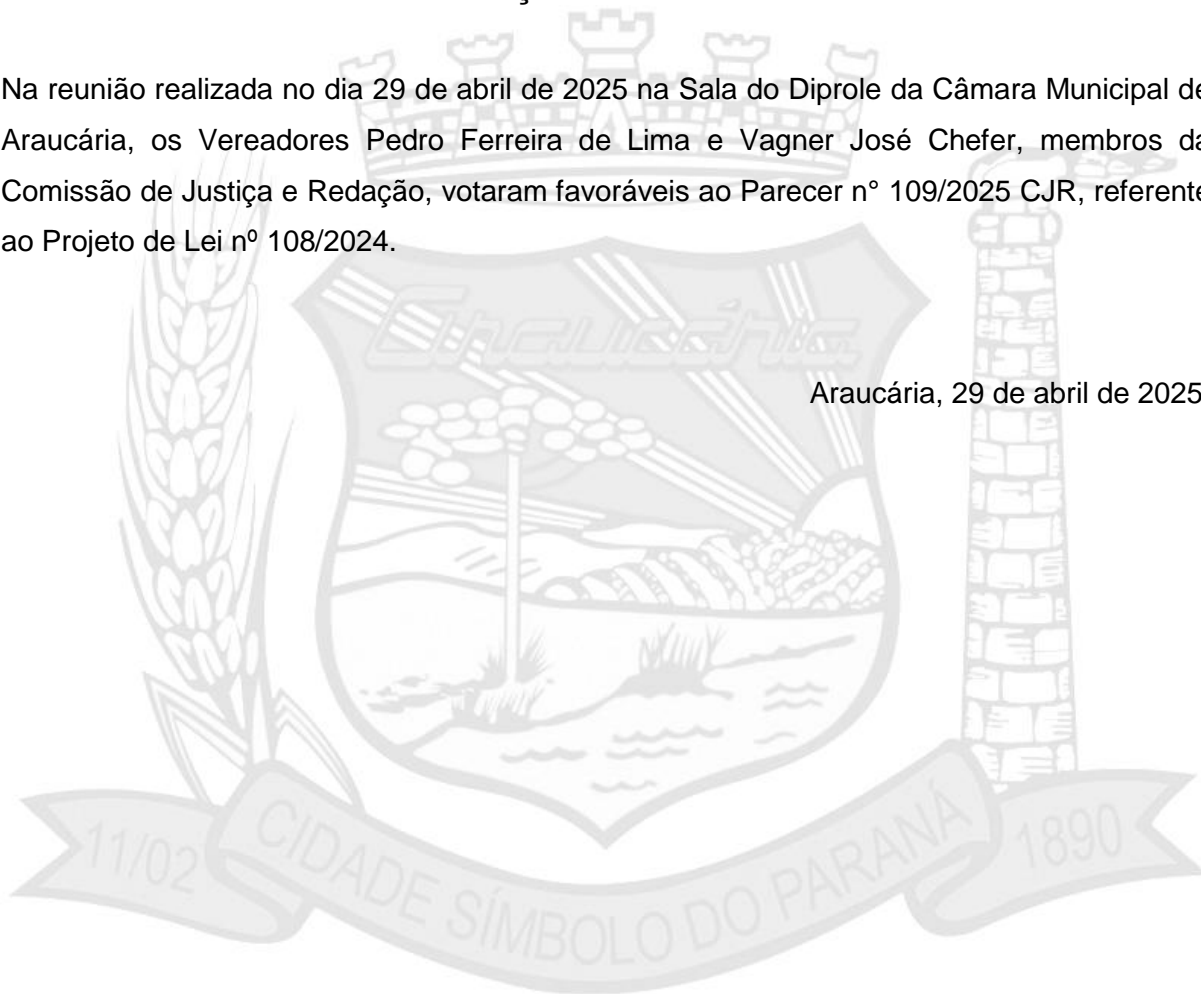 Na reunião realizada no dia 29 de abril de 2025 na Sala do Diprole da Câmara Municipal de
Araucária, os Vereadores Pedro Ferreira de Lima e Vagner José Chefer, membros da
Comissão de Justiça e Redação, votaram favoráveis ao Parecer n° 109/2025 CJR, referente
ao Projeto de Lei nº 108/2024.
Araucária
Araucária, 29 de abril de 2025
11/02
CIDADE SÍMBOLO DO PARANÁ
1890